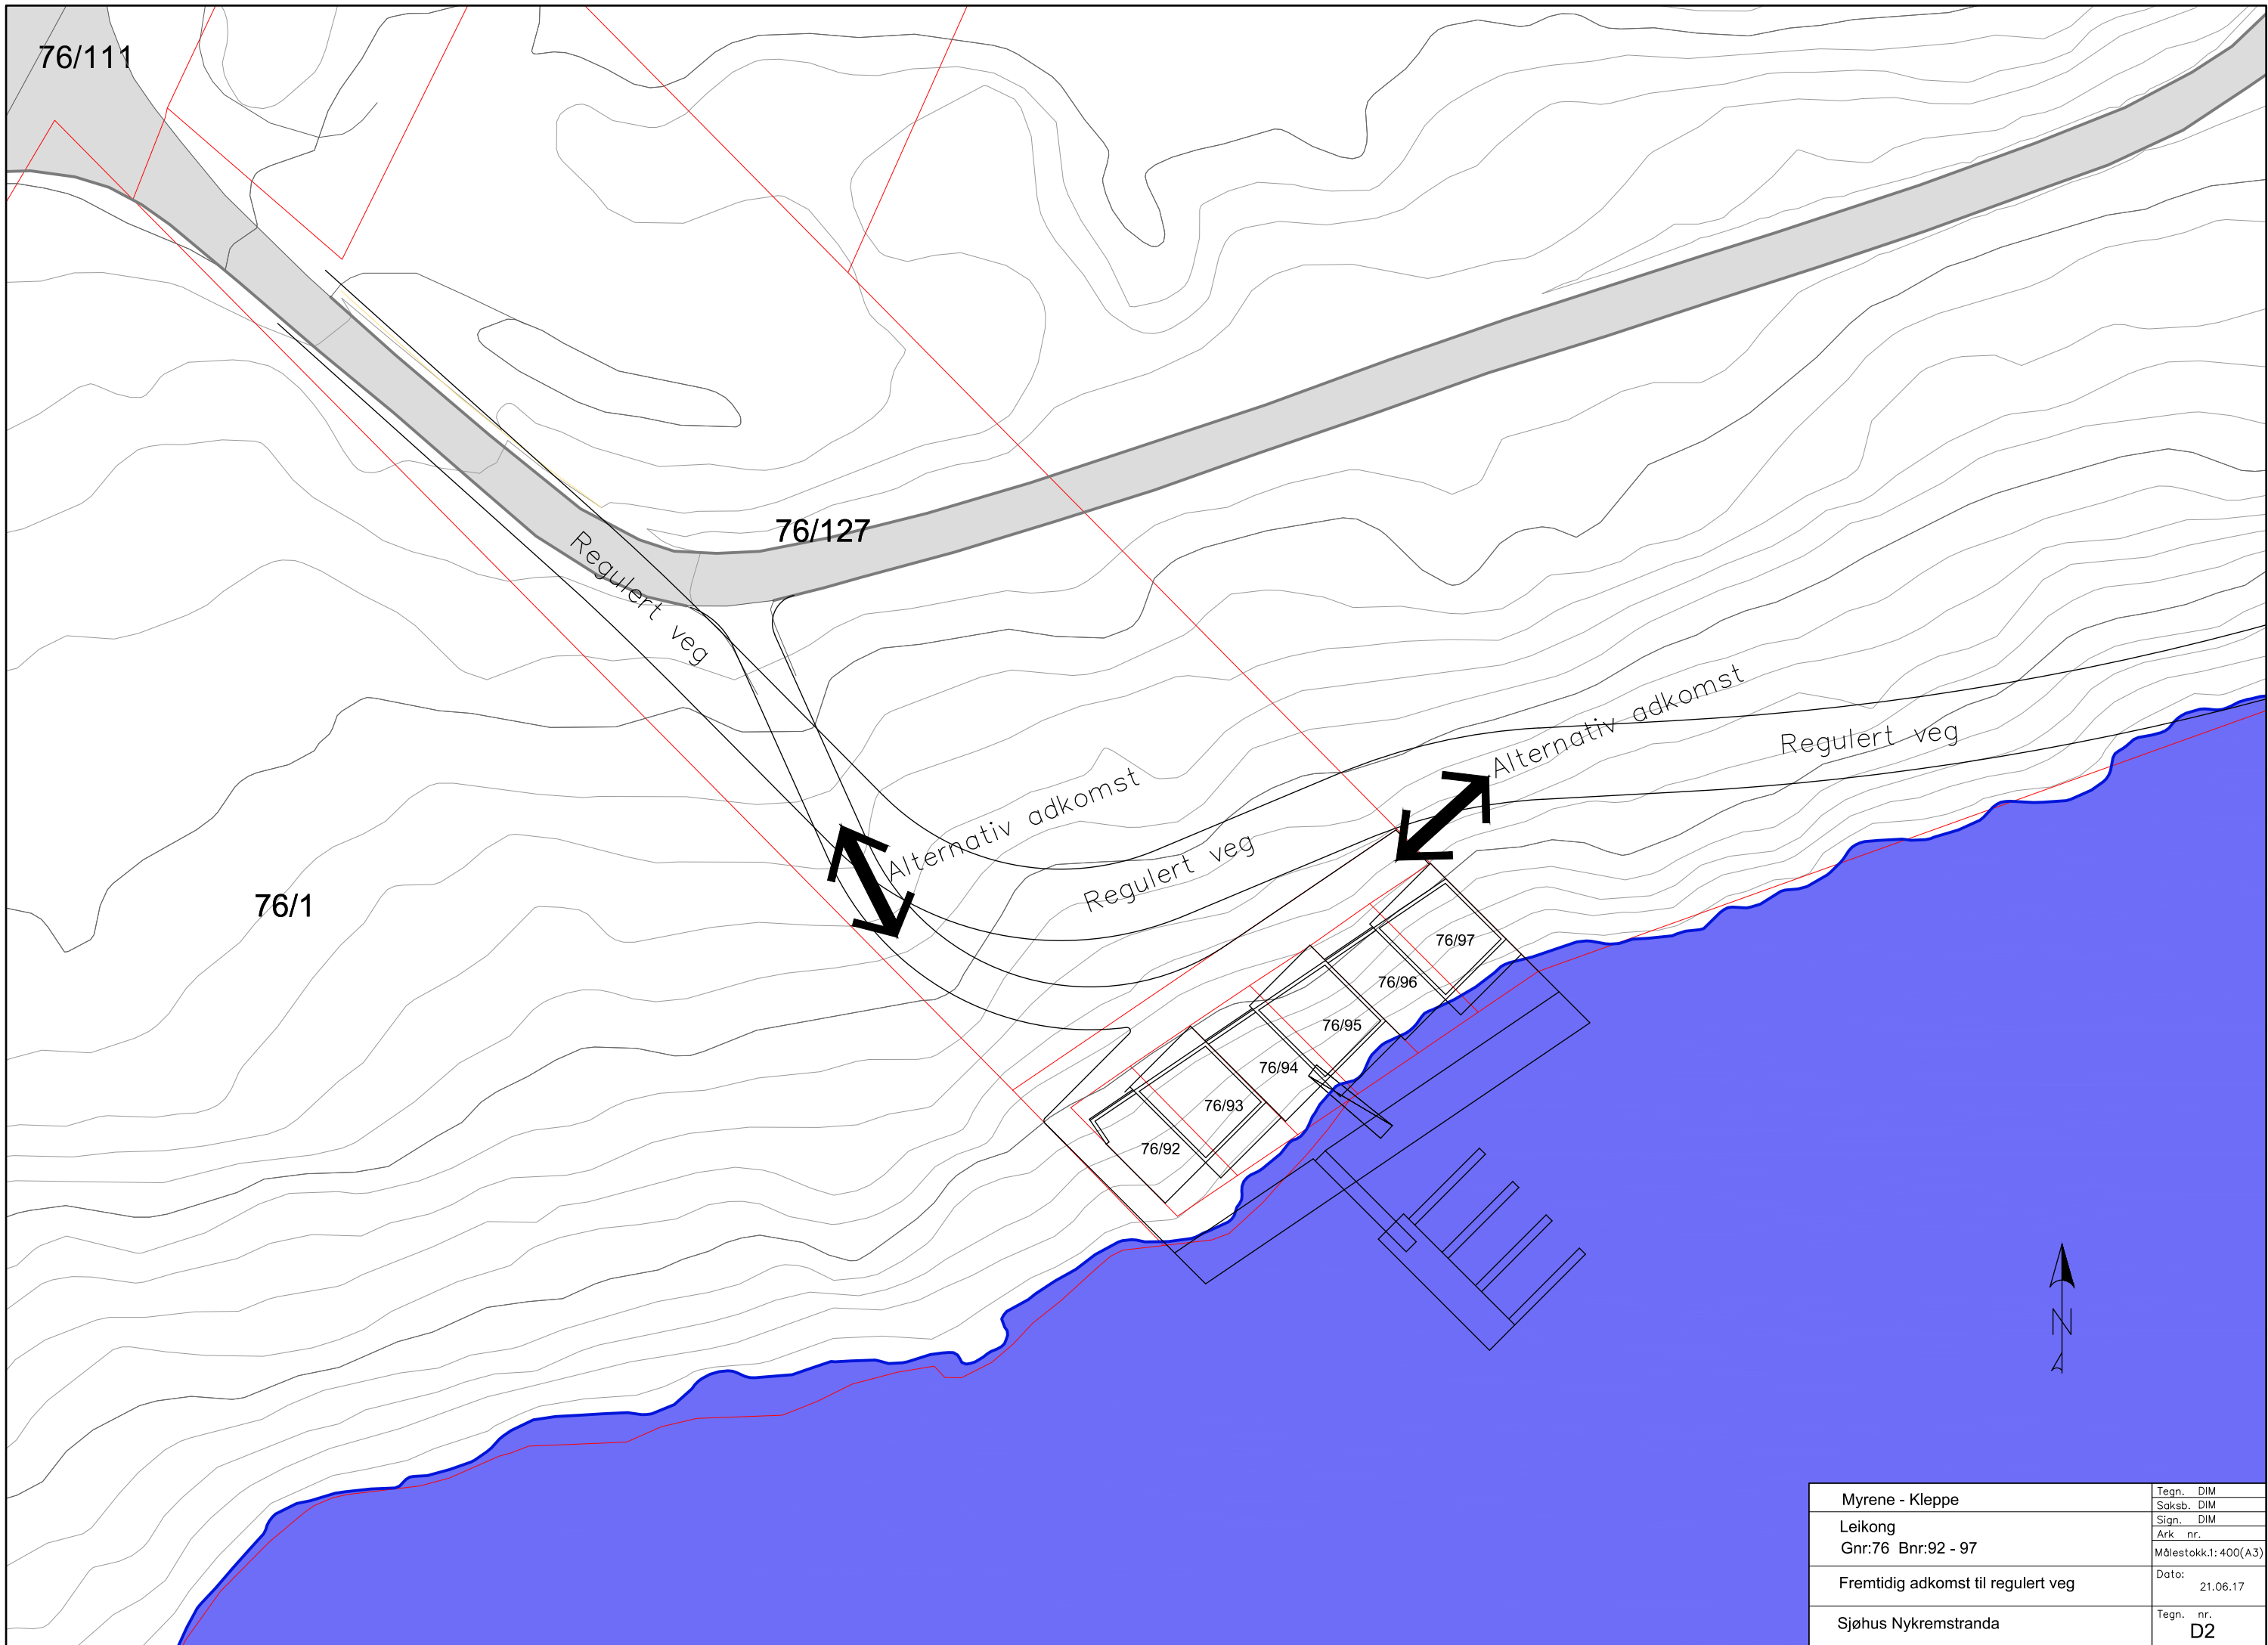 76/111
76/127
Regulert veg
Alternativ adkomst
Regulert veg
Alternativ adkomst
Regulert veg
76/1
76/97
76/96
76/95
76/94
76/93
76/92
N
Myrene - Kleppe
Leikong
Gnr:76 Bnr:92 - 97
Fremtidig adkomst til regulert veg
Sjøhus Nykremstranda
Tegn. DIM
Saksb. DIM
Sign. DIM
Ark nr.
Målestokk.1:400(A3)
Dato:
21.06.17
Tegn. nr.
D2